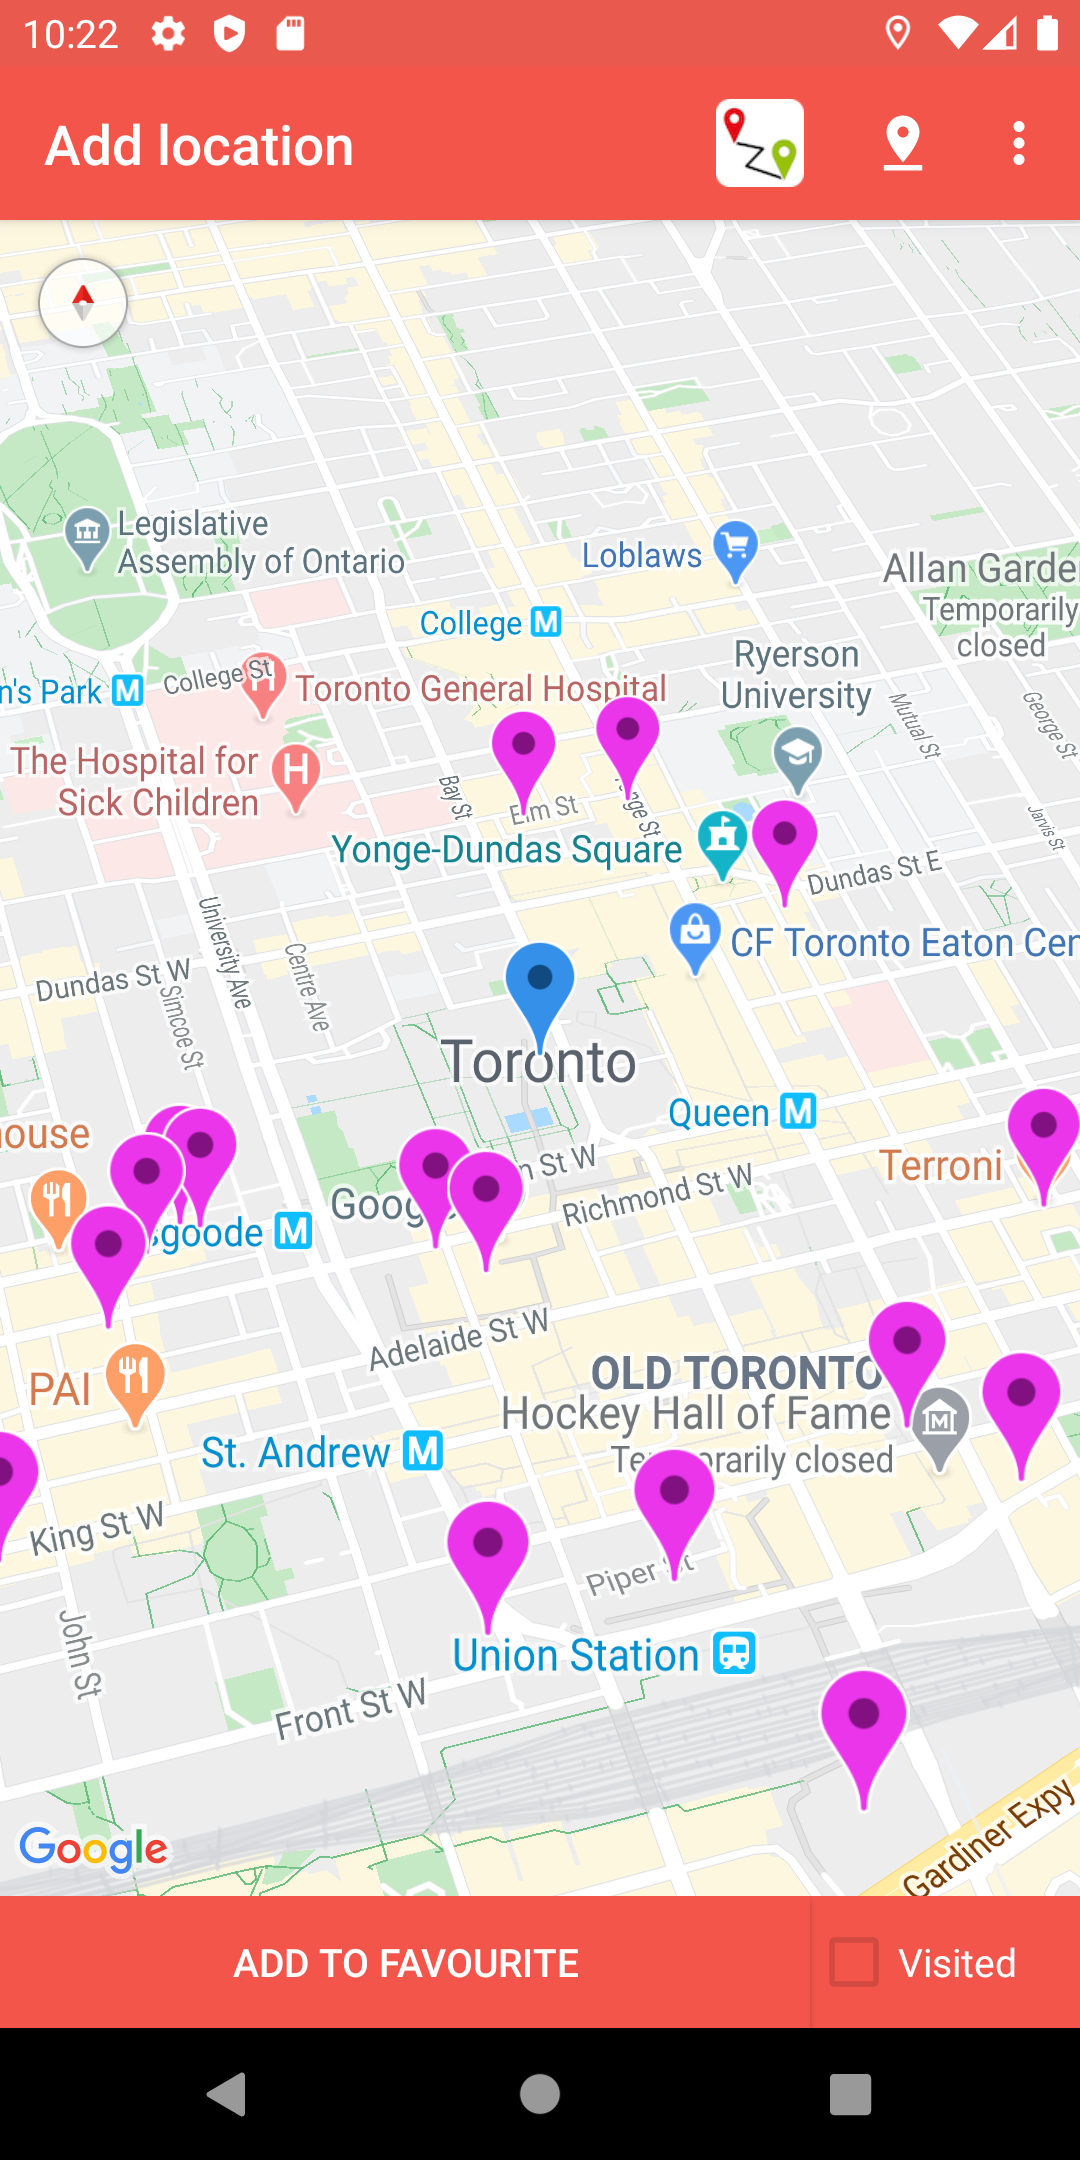 10:22
Add location
Legislative
Assembly of Ontario
Loblaws
Allan Garde
Temporarily
closed
College M
Ryerson
University
n's Park M
College St
H
Toronto General Hospital
Mutual St
George St
The Hospital for
Sick Children
H
Bay St
Elm St
nge St
Jarvis St
Yonge-Dundas Square
Dundas St E
University Ave
CF Toronto Eaton Cen
Centre Ave
Dundas St W
Simcoe St
Toronto
Queen M
ouse
Terroni
n St W
Richmond St W
Goog
sgoode M
Adelaide St W
PAI
OLD TORONTO
Hockey Hall of Fame
M
Te orarily closed
St. Andrew M
King St W
Piper St
John St
Union Station
Front St W
Gardiner Expy
Google
ADD TO FAVOURITE
Visited